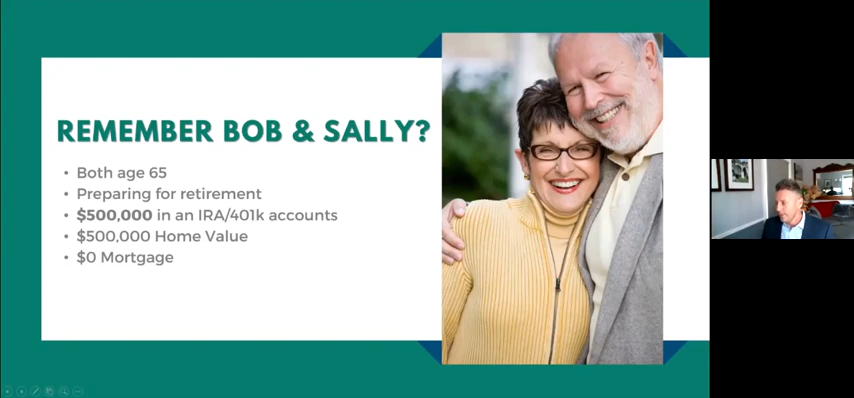 REMEMBER BOB & SALLY?
• Both age 65
• Preparing for retirement
• $500,000 in an IRA/401k accounts
• $500,000 Home Value
• $0 Mortgage